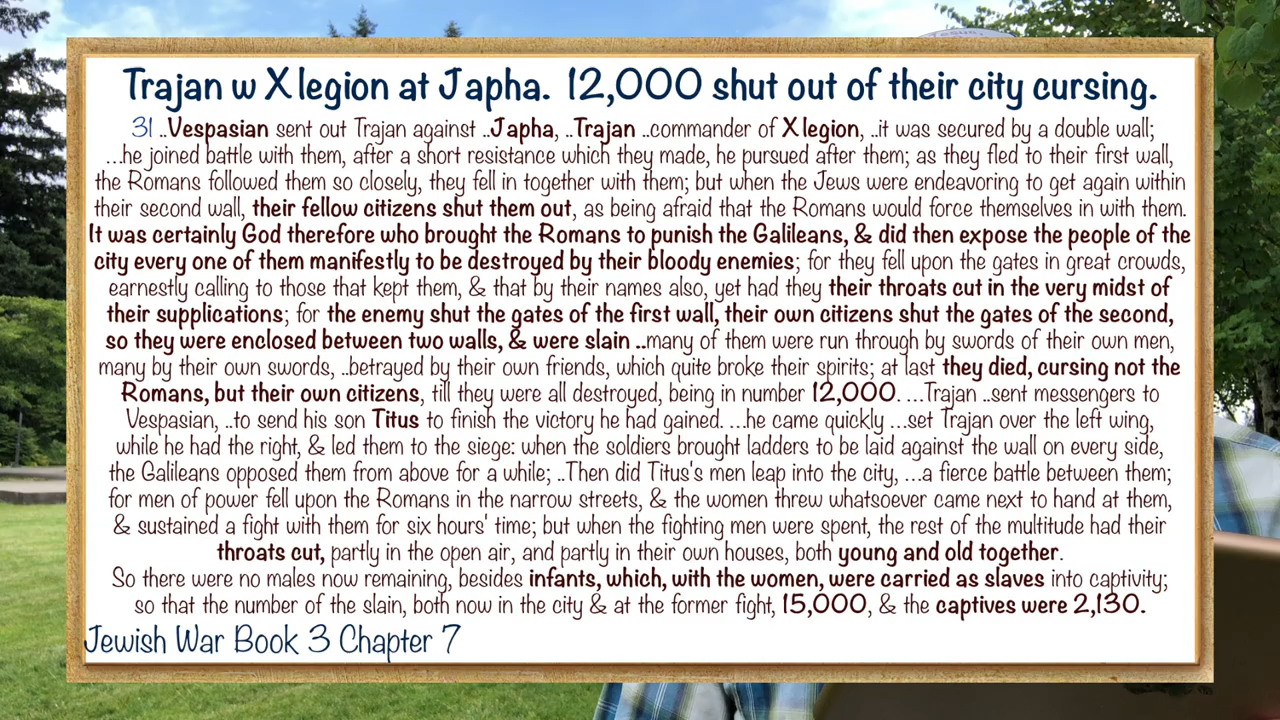 Trajan w X legion at Japha. 12,000 shut out of their city cursing.
31 ..Vespasian sent out Trajan against ..Japha, ..Trajan ..commander of X legion, ..it was secured by a double wall;
...he joined battle with them, after a short resistance which they made, he pursued after them; as they fled to their first wall,
the Romans followed them so closely, they fell in together with them; but when the Jews were endeavoring to get again within
their second wall, their fellow citizens shut them out, as being afraid that the Romans would force themselves in with them.
It was certainly God therefore who brought the Romans to punish the Galileans, & did then expose the people of the
city every one of them manifestly to be destroyed by their bloody enemies; for they fell upon the gates in great crowds,
earnestly calling to those that kept them, & that by their names also, yet had they their throats cut in the very midst of
their supplications; for the enemy shut the gates of the first wall, their own citizens shut the gates of the second,
so they were enclosed between two walls, & were slain ..many of them were run through by swords of their own men,
many by their own swords, ..betrayed by their own friends, which quite broke their spirits; at last they died, cursing not the
Romans, but their own citizens, till they were all destroyed, being in number 12,000. ...Trajan ..sent messengers to
Vespasian, ..to send his son Titus to finish the victory he had gained. ...he came quickly ...set Trajan over the left wing,
while he had the right, & led them to the siege: when the soldiers brought ladders to be laid against the wall on every side,
the Galileans opposed them from above for a while; ..Then did Titus's men leap into the city, ...a fierce battle between them;
for men of power fell upon the Romans in the narrow streets, & the women threw whatsoever came next to hand at them,
& sustained a fight with them for six hours' time; but when the fighting men were spent, the rest of the multitude had their
throats cut, partly in the open air, and partly in their own houses, both young and old together.
So there were no males now remaining, besides infants, which, with the women, were carried as slaves into captivity;
so that the number of the slain, both now in the city & at the former fight, 15,000, & the captives were 2,130.
Jewish War Book 3 Chapter 7